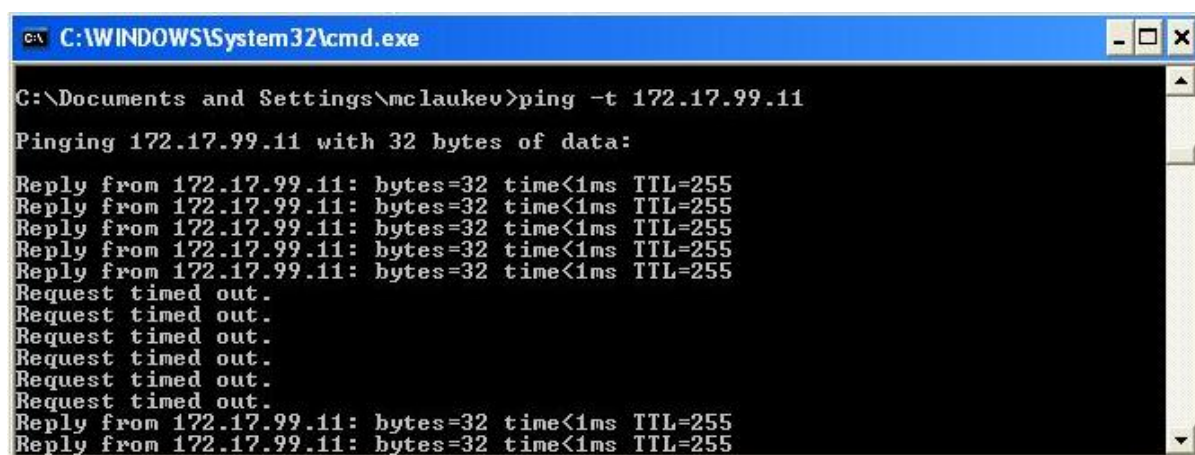 C:\WINDOWS\System32\cmd.exe
C:\Documents and Settings\mclaukev>ping -t 172.17.99.11
Pinging 172.17.99.11 with 32 bytes of data:
Reply from 172.17.99.11: bytes=32 time<1ms TTL=255
Reply from 172.17.99.11: bytes=32 time<1ms TTL=255
Reply from 172.17.99.11: bytes=32 time<1ms TTL=255
Reply from 172.17.99.11: bytes=32 time<1ms TTL=255
Reply from 172.17.99.11: bytes=32 time<1ms TTL=255
Request timed out.
Request timed out.
Request timed out.
Request timed out.
Request timed out.
Request timed out.
Reply from 172.17.99.11: bytes=32 time<1ms TTL=255
Reply from 172.17.99.11: bytes=32 time<1ms TTL=255